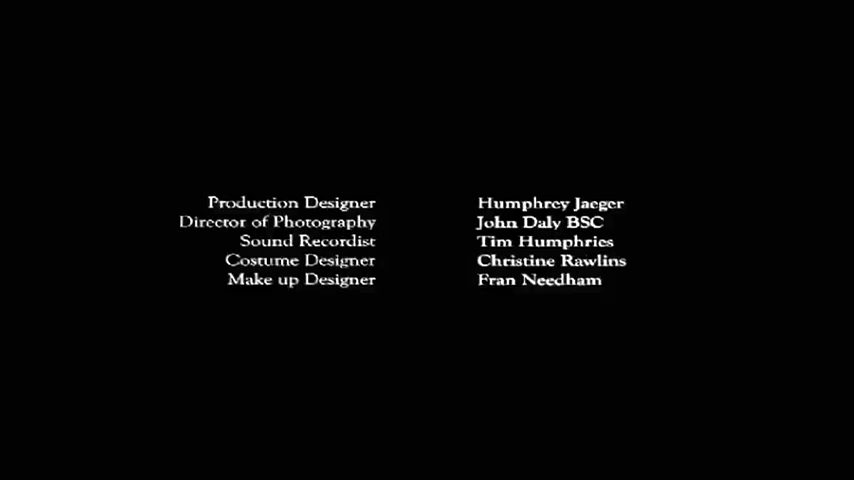 Production Designer Humphrey Jaeger
Director of Photography John Daly BSC
Sound Recordist Tim Humphries
Costume Designer Christine Rawlins
Make up Designer Fran Needham